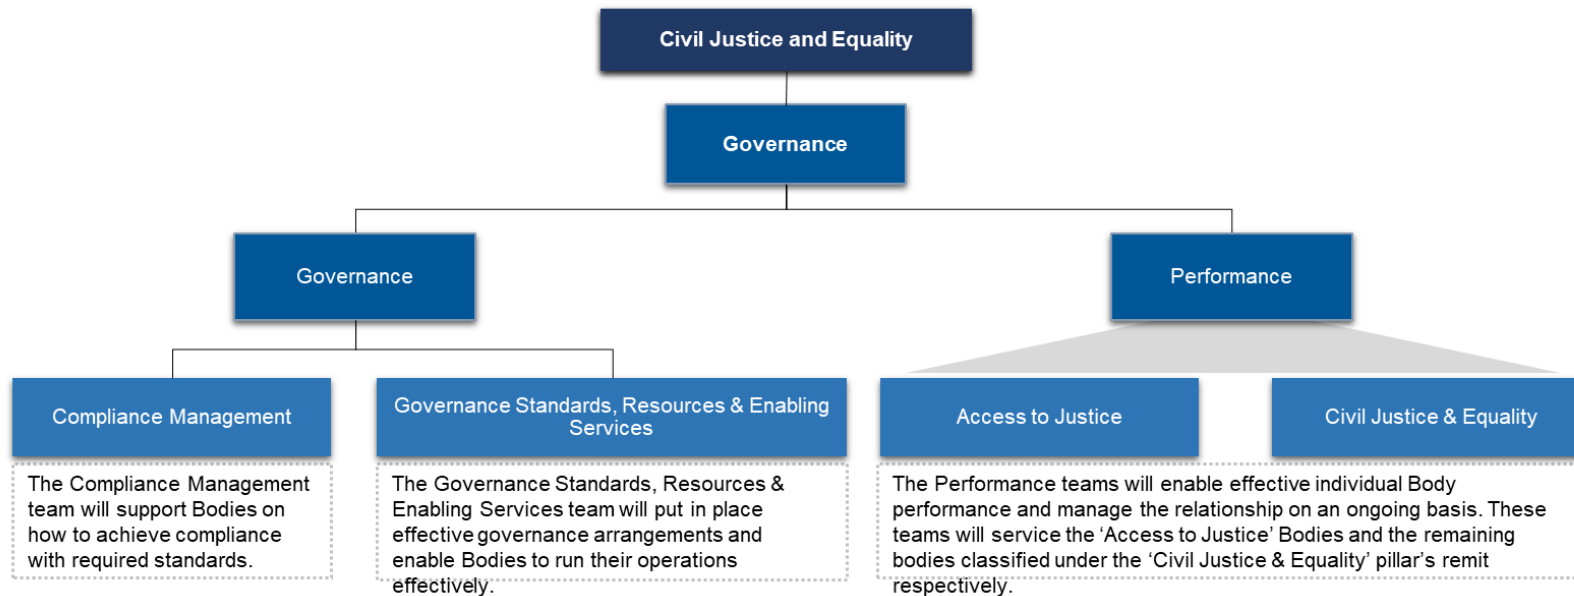 Civil Justice and Equality
Governance
Governance
Performance
Compliance Management
Governance Standards, Resources & Enabling
Services
Access to Justice
Civil Justice & Equality
The Compliance Management
team will support Bodies on
how to achieve compliance
with required standards.
The Governance Standards, Resources &
Enabling Services team will put in place
effective governance arrangements and
enable Bodies to run their operations
effectively.
The Performance teams will enable effective individual Body
performance and manage the relationship on an ongoing basis. These
teams will service the ‘Access to Justice’ Bodies and the remaining
bodies classified under the ‘Civil Justice & Equality’ pillar’s remit
respectively.